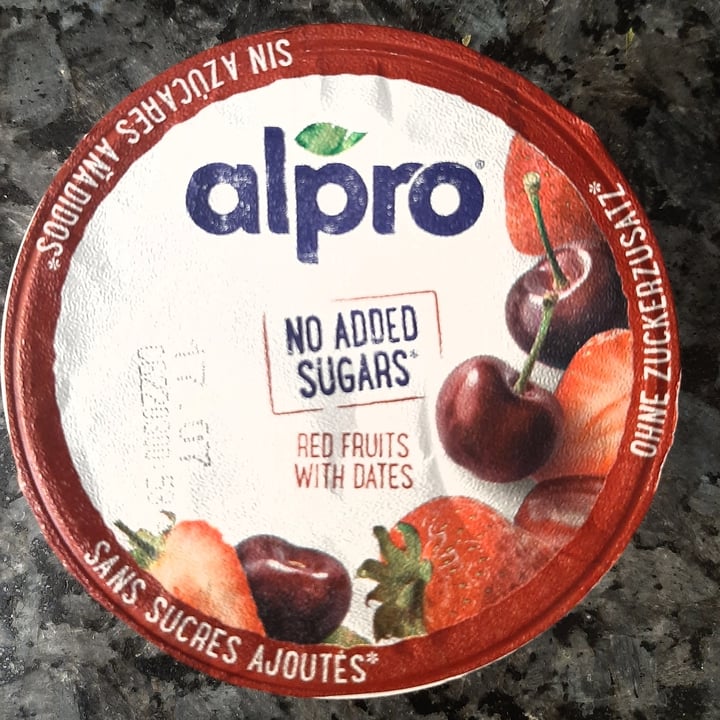 SIN AZÚCARES AÑADIDOS*
alpro®
NO ADDED
SUGARS*
RED FRUITS
WITH DATES
OHNE ZUCKERZUSATZ*
SANS SUCRES AJOUTÉS*